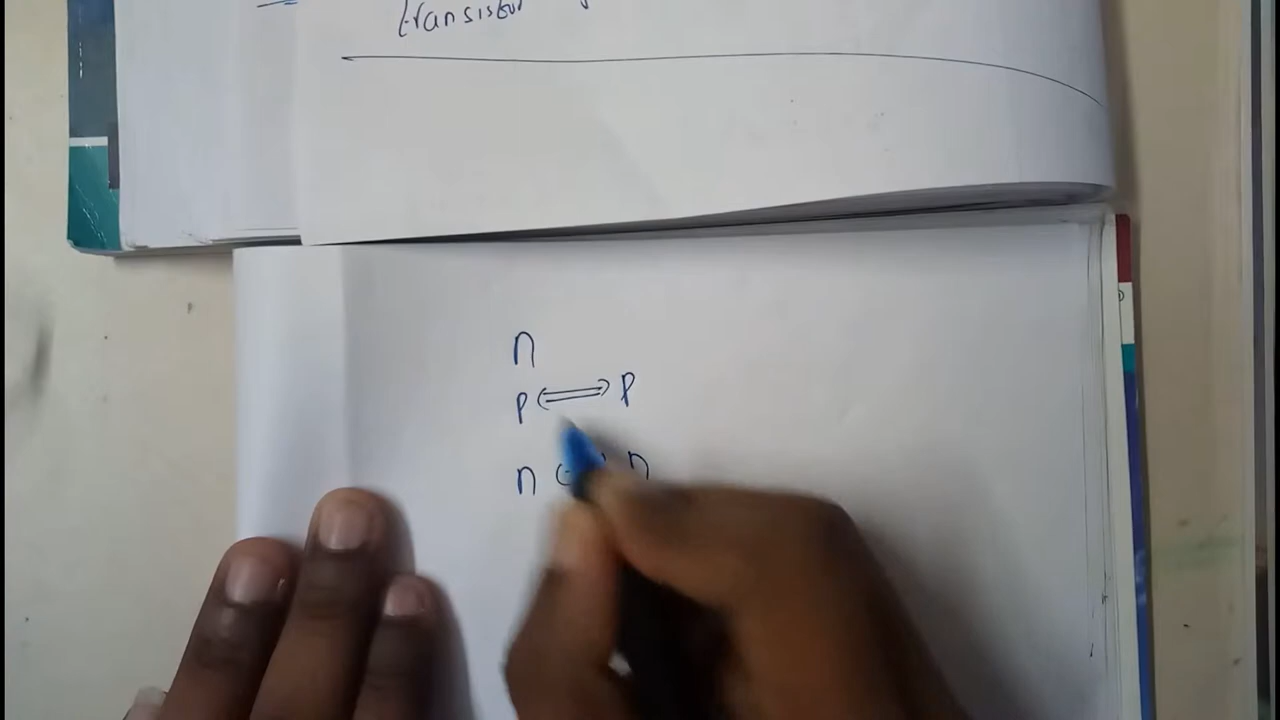 transistor
n
p ⟺ p
n n